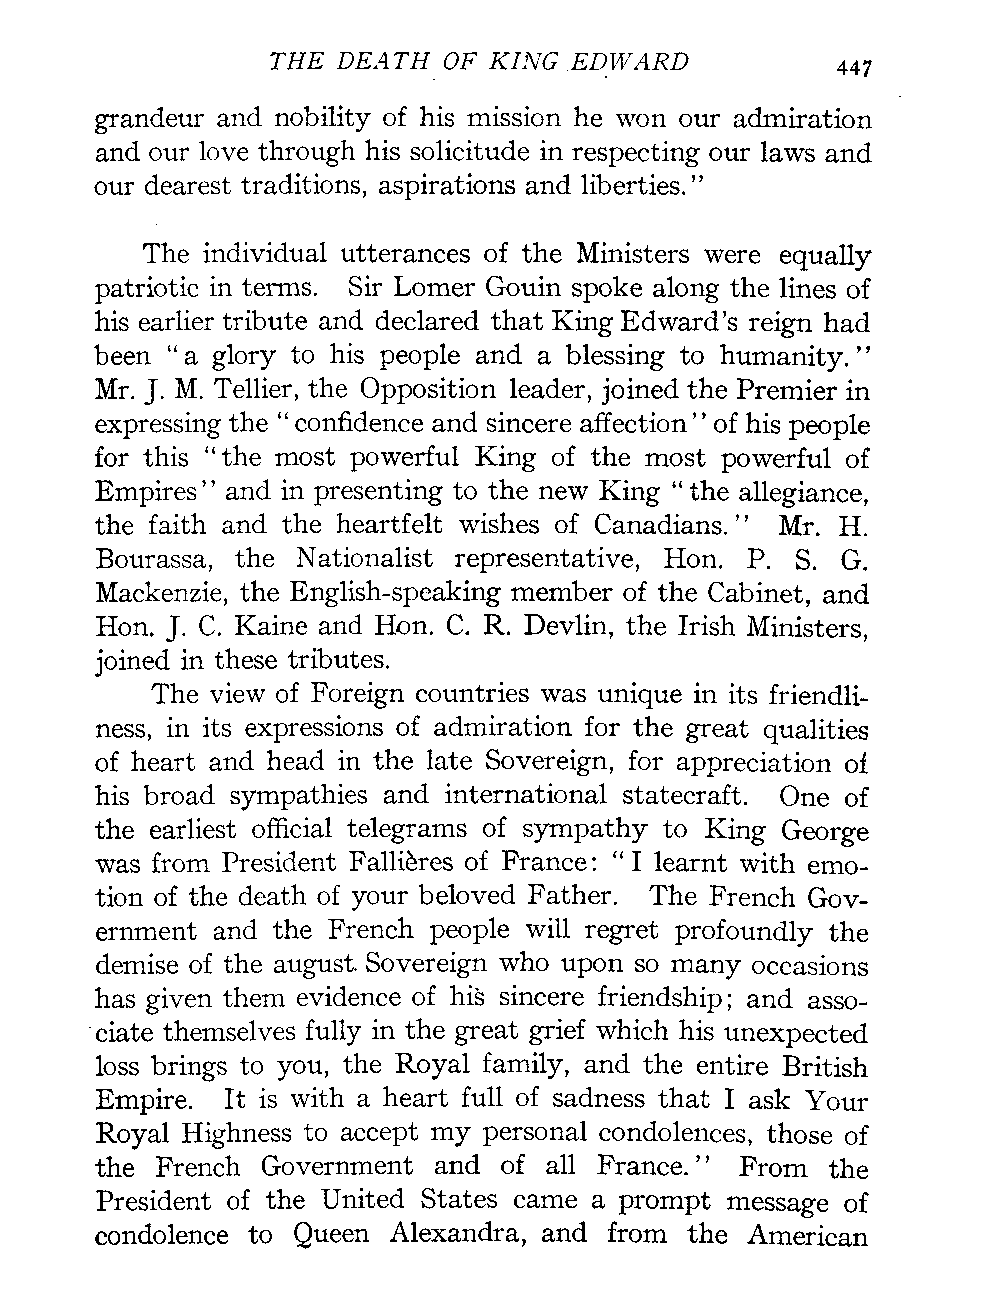 THE DEATH OF KING EDWARD 447
grandeur and nobility of his mission he won our admiration
and our love through his solicitude in respecting our laws and
our dearest traditions, aspirations and liberties."
The individual utterances of the Ministers were equally
patriotic in terms. Sir Lomer Gouin spoke along the lines of
his earlier tribute and declared that King Edward's reign had
been "a glory to his people and a blessing to humanity."
Mr. J. M. Tellier, the Opposition leader, joined the Premier in
expressing the "confidence and sincere affection" of his people
for this "the most powerful King of the most powerful of
Empires" and in presenting to the new King "the allegiance,
the faith and the heartfelt wishes of Canadians." Mr. H.
Bourassa, the Nationalist representative, Hon. P. S. G.
Mackenzie, the English-speaking member of the Cabinet, and
Hon. J. C. Kaine and Hon. C. R. Devlin, the Irish Ministers,
joined in these tributes.
The view of Foreign countries was unique in its friendli-
ness, in its expressions of admiration for the great qualities
of heart and head in the late Sovereign, for appreciation of
his broad sympathies and international statecraft. One of
the earliest official telegrams of sympathy to King George
was from President Fallières of France: "I learnt with emo-
tion of the death of your beloved Father. The French Gov-
ernment and the French people will regret profoundly the
demise of the august Sovereign who upon so many occasions
has given them evidence of his sincere friendship; and asso-
ciate themselves fully in the great grief which his unexpected
loss brings to you, the Royal family, and the entire British
Empire. It is with a heart full of sadness that I ask Your
Royal Highness to accept my personal condolences, those of
the French Government and of all France." From the
President of the United States came a prompt message of
condolence to Queen Alexandra, and from the American